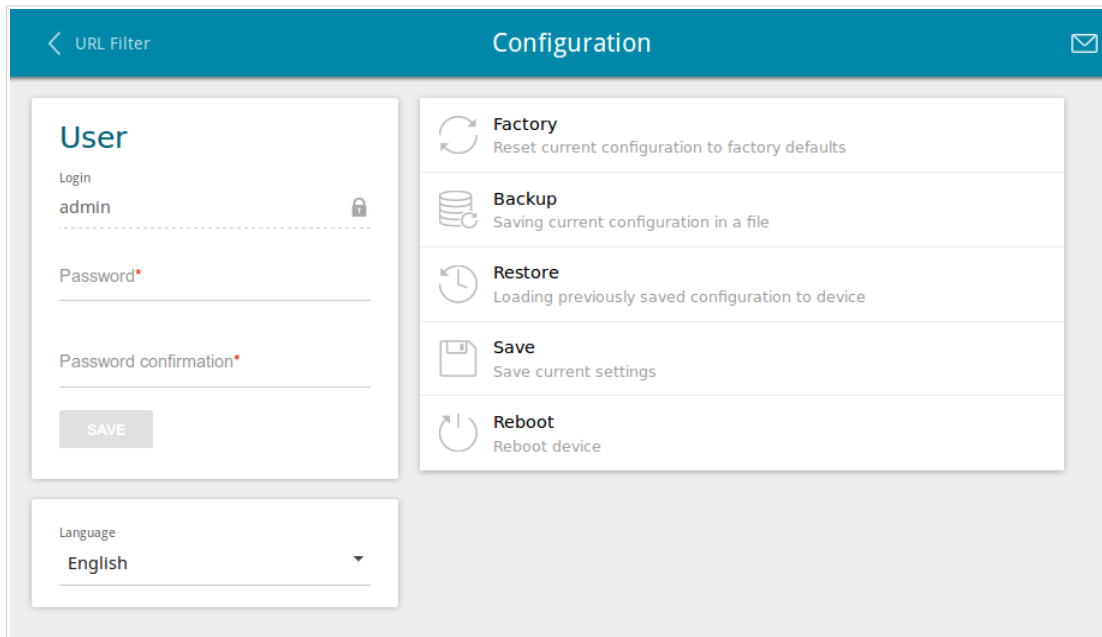 URL Filter
Configuration
User
Login
admin
Password*
Password confirmation*
SAVE
Language
English
Factory
Reset current configuration to factory defaults
Backup
Saving current configuration in a file
Restore
Loading previously saved configuration to device
Save
Save current settings
Reboot
Reboot device